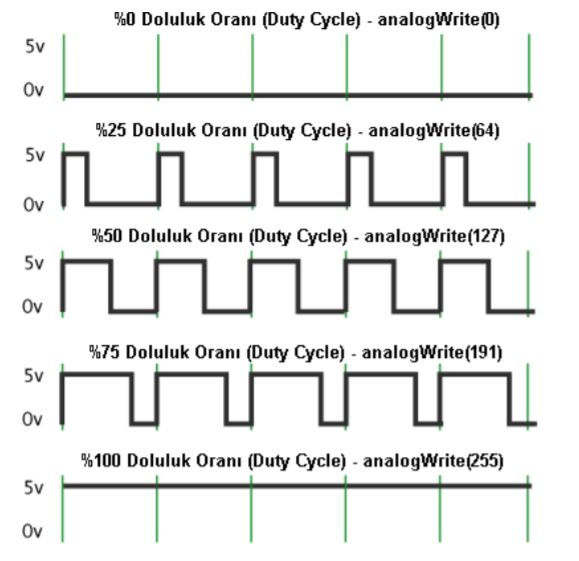 %0 Doluluk Oranı (Duty Cycle) - analogWrite(0)
5v
0v
%25 Doluluk Oranı (Duty Cycle) - analogWrite(64)
5v
0v
%50 Doluluk Oranı (Duty Cycle) - analogWrite(127)
5v
0v
%75 Doluluk Oranı (Duty Cycle) - analogWrite(191)
5v
0v
%100 Doluluk Oranı (Duty Cycle) - analogWrite(255)
5v
0v